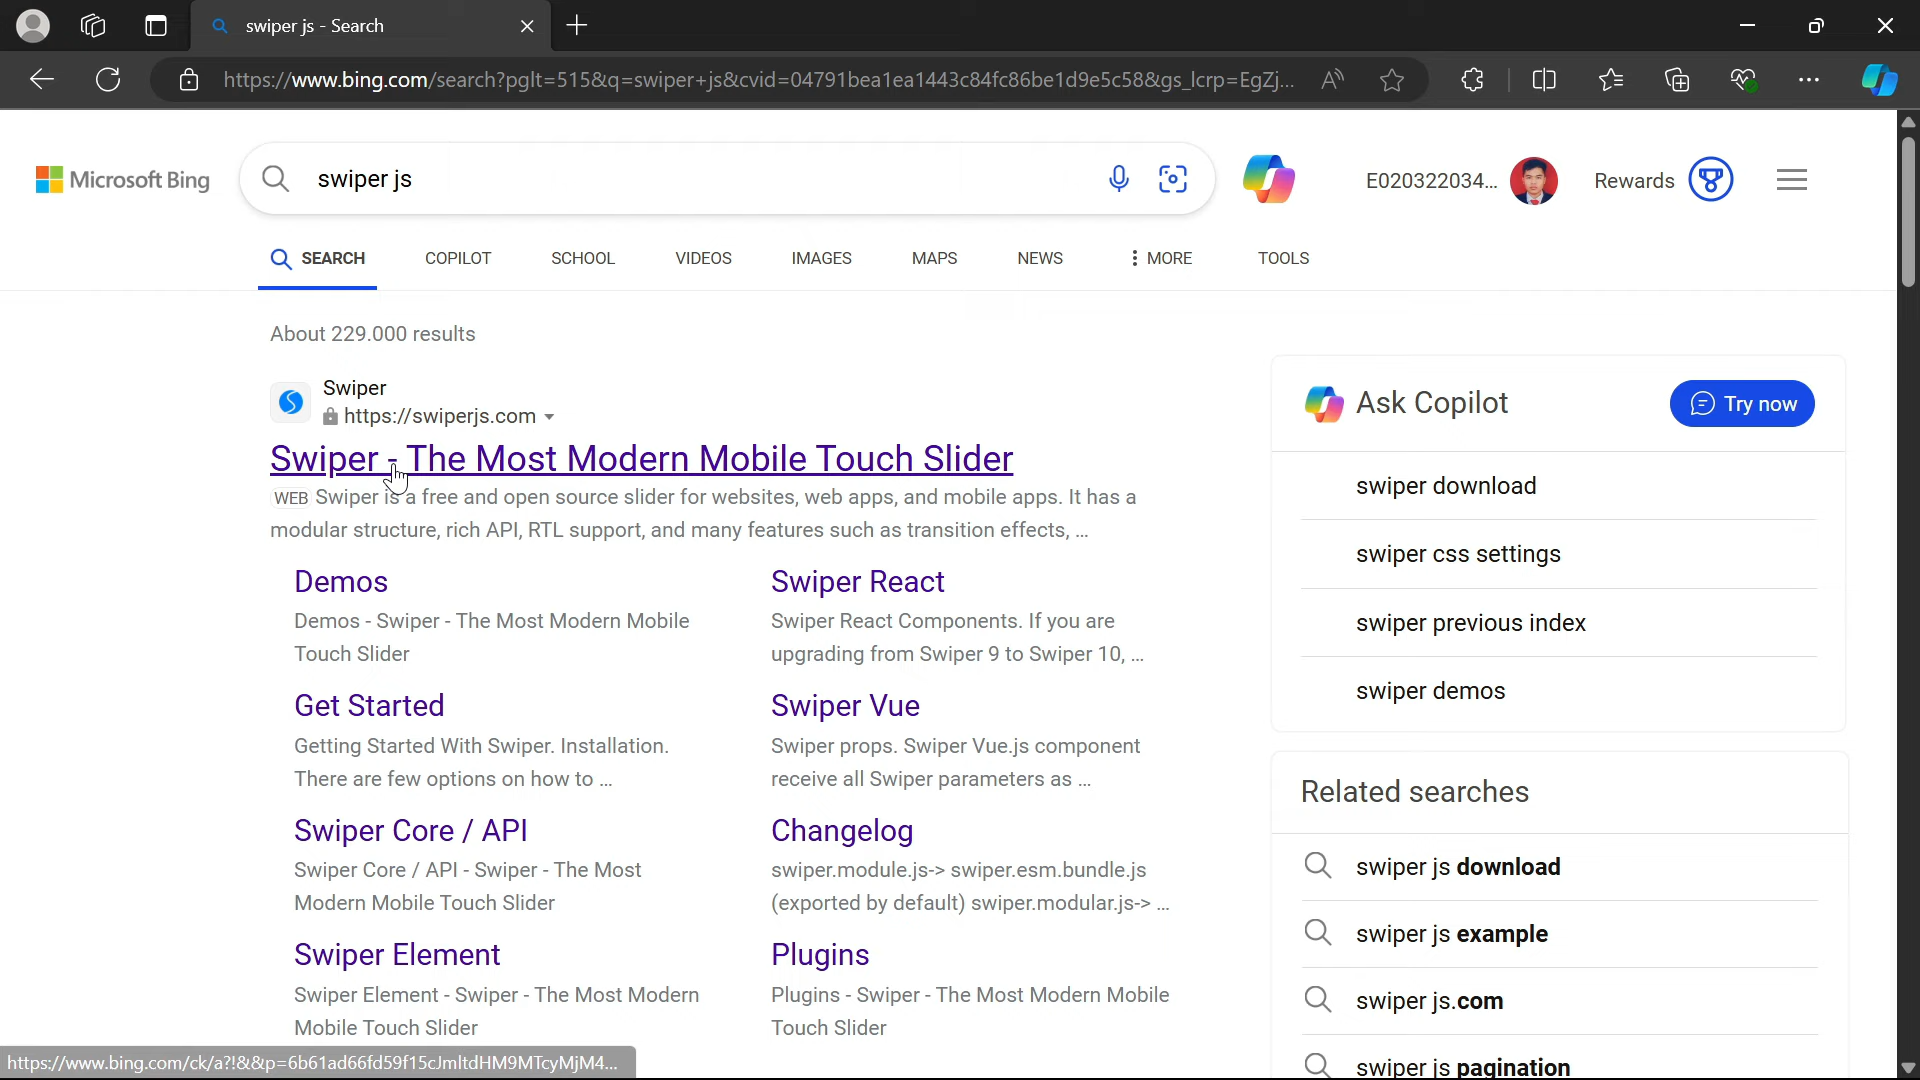 swiper js - Search
https://www.bing.com/search?pglt=515&q=swiper+js&cvid=04791bea1ea1443c84fc86be1d9e5c58&gs_lcrp=EgZj...
Microsoft Bing
swiper js
E020322034...
Rewards
SEARCH
COPILOT
SCHOOL
VIDEOS
IMAGES
MAPS
NEWS
MORE
TOOLS
About 229.000 results
Swiper
https://swiperjs.com
Swiper - The Most Modern Mobile Touch Slider
WEB Swiper is a free and open source slider for websites, web apps, and mobile apps. It has a
modular structure, rich API, RTL support, and many features such as transition effects, ...
Demos
Demos - Swiper - The Most Modern Mobile
Touch Slider
Swiper React
Swiper React Components. If you are
upgrading from Swiper 9 to Swiper 10, ...
Get Started
Getting Started With Swiper. Installation.
There are few options on how to ...
Swiper Vue
Swiper props. Swiper Vue.js component
receive all Swiper parameters as ...
Swiper Core / API
Swiper Core / API - Swiper - The Most
Modern Mobile Touch Slider
Changelog
swiper.module.js-> swiper.esm.bundle.js
(exported by default) swiper.modular.js-> ...
Swiper Element
Swiper Element - Swiper - The Most Modern
Mobile Touch Slider
Plugins
Plugins - Swiper - The Most Modern Mobile
Touch Slider
Ask Copilot
Try now
swiper download
swiper css settings
swiper previous index
swiper demos
Related searches
swiper js download
swiper js example
swiper js.com
swiper js pagination
https://www.bing.com/ck/a?!&&p=6b61ad66fd59f15cJmltdHM9MTcyMjM4...